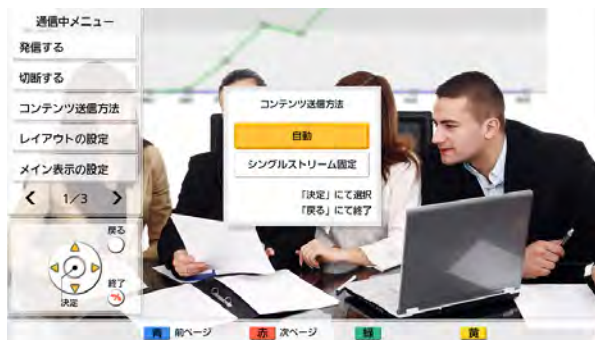 通信中メニュー
発信する
切断する
コンテンツ送信方法
レイアウトの設定
メイン表示の設定
1/3
戻る
終了
決定
コンテンツ送信方法
自動
シングルストリーム固定
「決定」にて選択
「戻る」にて終了
青 前ページ 赤 次ページ 緑 黄